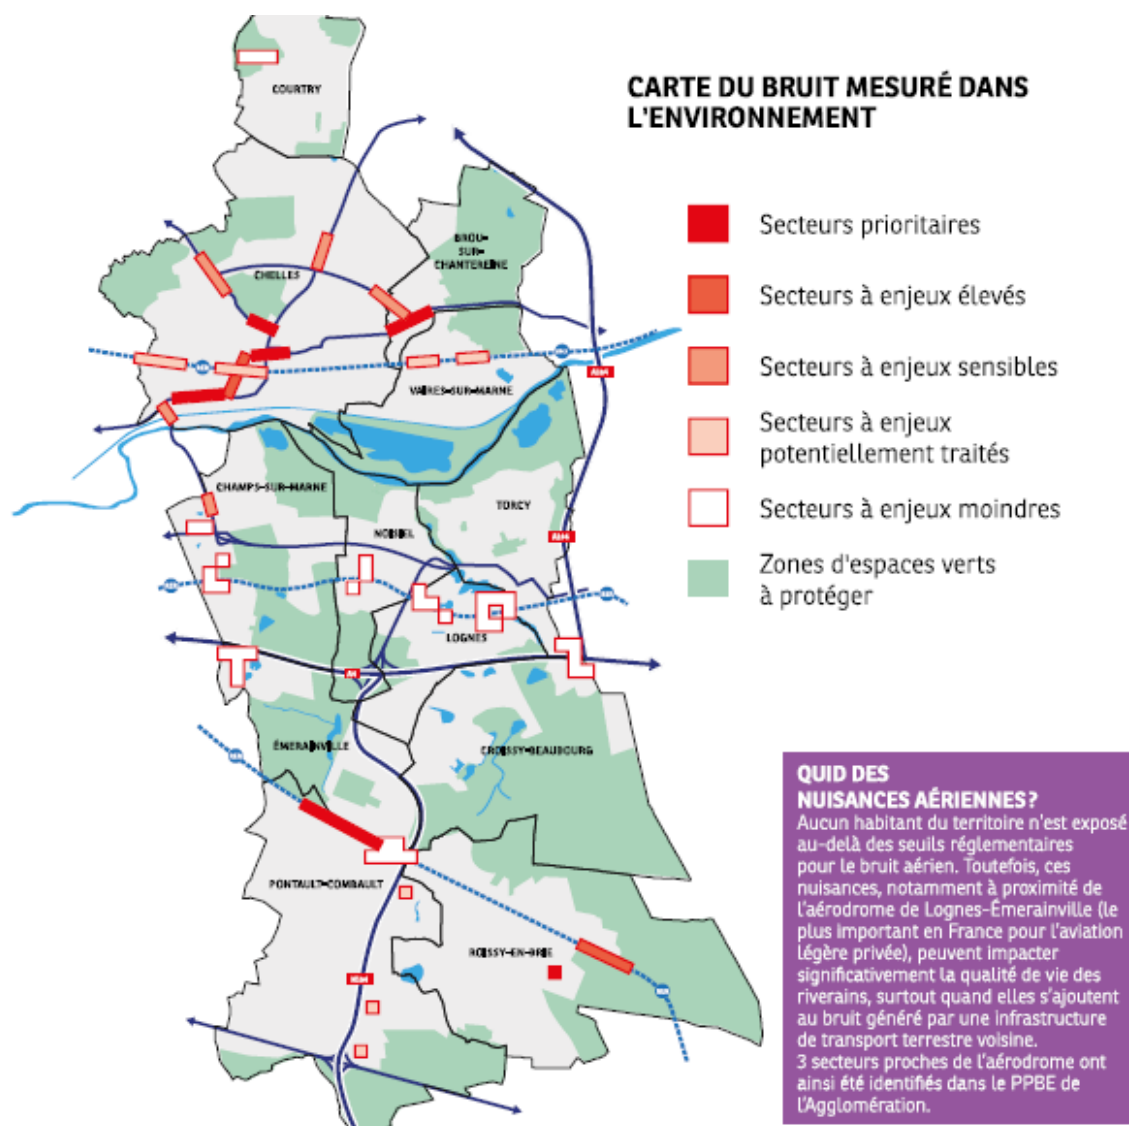 CARTE DU BRUIT MESURÉ DANS
L'ENVIRONNEMENT
Secteurs prioritaires
Secteurs à enjeux élevés
Secteurs à enjeux sensibles
Secteurs à enjeux
potentiellement traités
Secteurs à enjeux moindres
Zones d'espaces verts
à protéger
COURTRY
BROU-
SUR-
CHANTEREINE
CHELLES
VAIRES-SUR-MARNE
A104
CHAMPS-SUR-MARNE
TORCY
NOISIEL
A104
LOGNES
A4
ÉMERAINVILLE
CROISSY-BEAUBOURG
PONTAULT-COMBAULT
ROISSY-EN-BRIE
N104
QUID DES
NUISANCES AÉRIENNES ?
Aucun habitant du territoire n'est exposé
au-delà des seuils réglementaires
pour le bruit aérien. Toutefois, ces
nuisances, notamment à proximité de
l'aérodrome de Lognes-Émerainville (le
plus important en France pour l'aviation
légère privée), peuvent impacter
significativement la qualité de vie des
riverains, surtout quand elles s'ajoutent
au bruit généré par une infrastructure
de transport terrestre voisine.
3 secteurs proches de l'aérodrome ont
ainsi été identifiés dans le PPBE de
l'Agglomération.